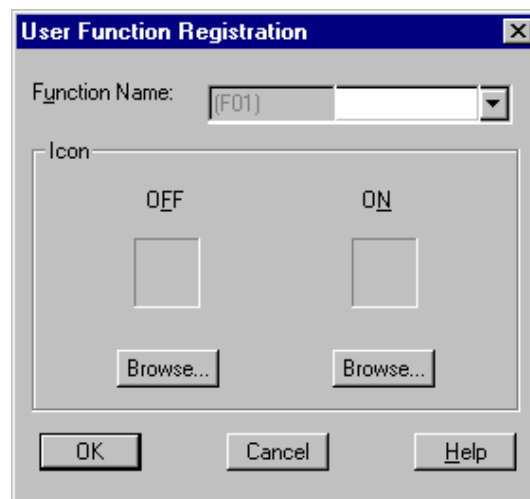 User Function Registration
Function Name: (F01)
Icon
OFF ON
Browse... Browse...
OK Cancel Help